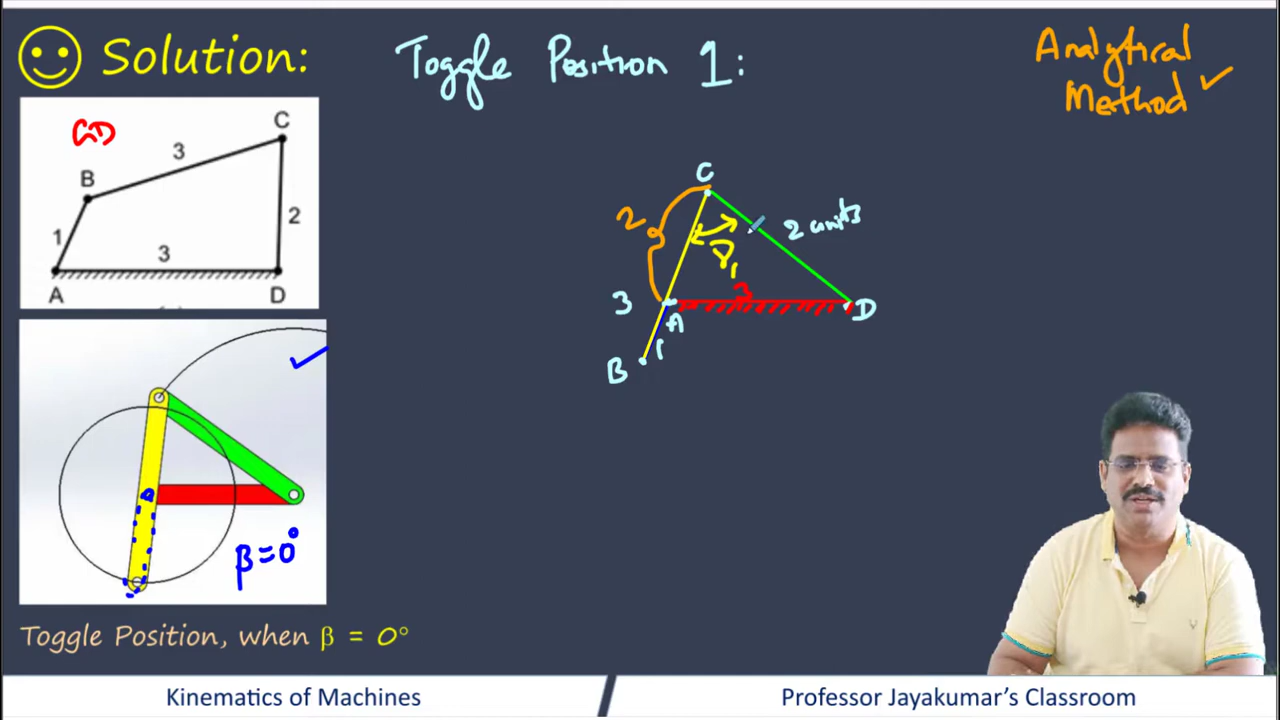 Solution:
Toggle Position 1:
Analytical
Method
C
3
B
2
1
3
A
D
C
2
2 units
3
3
A
D
1
B
β=0°
Toggle Position, when β = 0°
Kinematics of Machines
Professor Jayakumar's Classroom